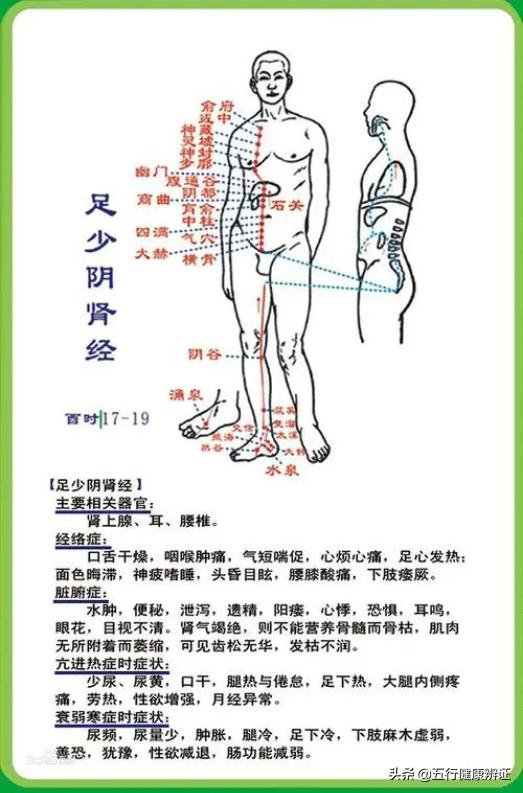 俞府
彧中
神藏
灵墟
神封
步廊
幽门
腹通谷
阴都
商曲
石关
肓俞
中柱
四满
气穴
大赫
横骨
足少阴肾经
阴谷
涌泉
酉时17-19
筑宾
交信
复溜
照海
太溪
然谷
大钟
水泉
【足少阴肾经】
主要相关器官:
肾上腺、耳、腰椎。
经络症:
口舌干燥，咽喉肿痛，气短喘促，心烦心痛，足心发热;
面色晦滞，神疲嗜睡，头昏目眩，腰膝酸痛，下肢痿厥。
脏腑症:
水肿，便秘，泄泻，遗精，阳痿，心悸，恐惧，耳鸣，
眼花，目视不清。肾气竭绝，则不能营养骨髓而骨枯，肌肉
无所附着而萎缩，可见齿松无华，发枯不润。
亢进热症时症状:
少尿、尿黄，口干，腿热与倦怠，足下热，大腿内侧疼
痛，劳热，性欲增强，月经异常。
衰弱寒症时症状:
尿频，尿量少，肿胀，腿冷，足下冷，下肢麻木虚弱，
善恐，犹豫，性欲减退，肠功能减弱。
头条 @五行健康辨证